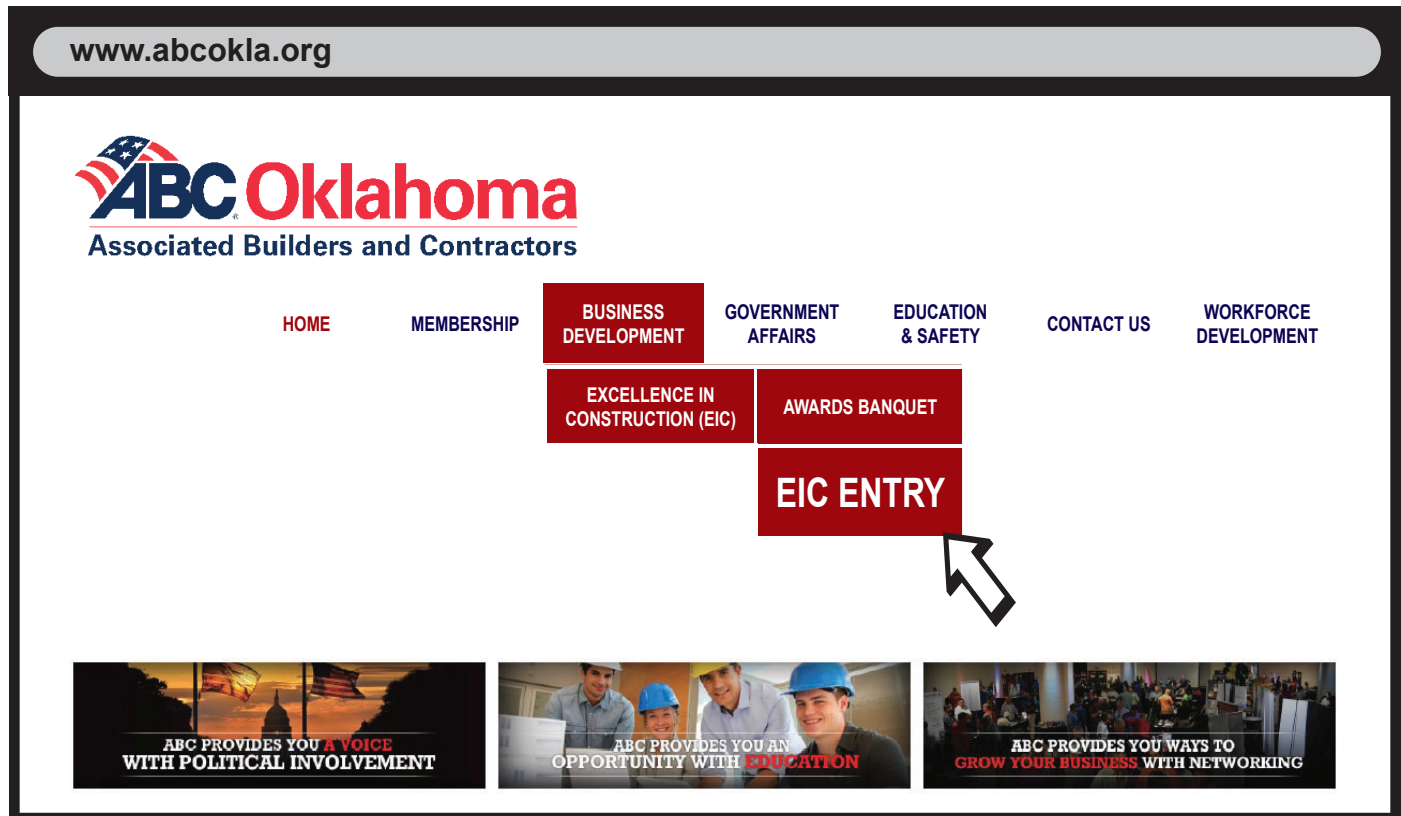 www.abcokla.org
ABC Oklahoma
Associated Builders and Contractors
HOME
MEMBERSHIP
BUSINESS
DEVELOPMENT
GOVERNMENT
AFFAIRS
EDUCATION
& SAFETY
CONTACT US
WORKFORCE
DEVELOPMENT
EXCELLENCE IN
CONSTRUCTION (EIC)
AWARDS BANQUET
EIC ENTRY
ABC PROVIDES YOU A VOICE
WITH POLITICAL INVOLVEMENT
ABC PROVIDES YOU AN
OPPORTUNITY WITH EDUCATION
ABC PROVIDES YOU WAYS TO
GROW YOUR BUSINESS WITH NETWORKING